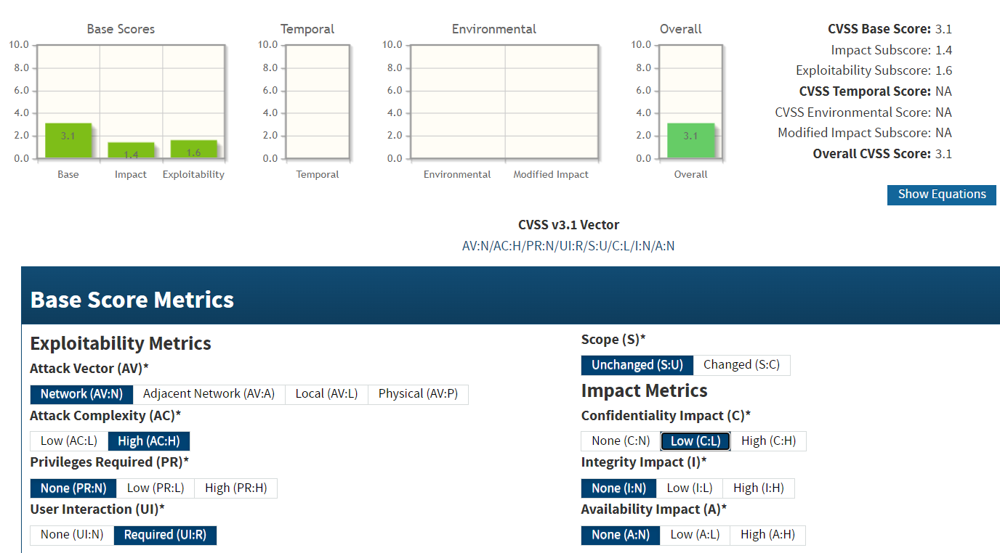 Base Scores
10.0
8.0
6.0
4.0
2.0
0.0
3.1
1.4
1.6
Base Impact Exploitability
Temporal
10.0
8.0
6.0
4.0
2.0
0.0
Temporal
Environmental
10.0
8.0
6.0
4.0
2.0
0.0
Environmental Modified Impact
Overall
10.0
8.0
6.0
4.0
2.0
0.0
3.1
Overall
CVSS Base Score: 3.1
Impact Subscore: 1.4
Exploitability Subscore: 1.6
CVSS Temporal Score: NA
CVSS Environmental Score: NA
Modified Impact Subscore: NA
Overall CVSS Score: 3.1
Show Equations
CVSS v3.1 Vector
AV:N/AC:H/PR:N/UI:R/S:U/C:L/I:N/A:N
Base Score Metrics
Exploitability Metrics
Attack Vector (AV)*
Network (AV:N) Adjacent Network (AV:A) Local (AV:L) Physical (AV:P)
Attack Complexity (AC)*
Low (AC:L) High (AC:H)
Privileges Required (PR)*
None (PR:N) Low (PR:L) High (PR:H)
User Interaction (UI)*
None (UI:N) Required (UI:R)
Scope (S)*
Unchanged (S:U) Changed (S:C)
Impact Metrics
Confidentiality Impact (C)*
None (C:N) Low (C:L) High (C:H)
Integrity Impact (I)*
None (I:N) Low (I:L) High (I:H)
Availability Impact (A)*
None (A:N) Low (A:L) High (A:H)